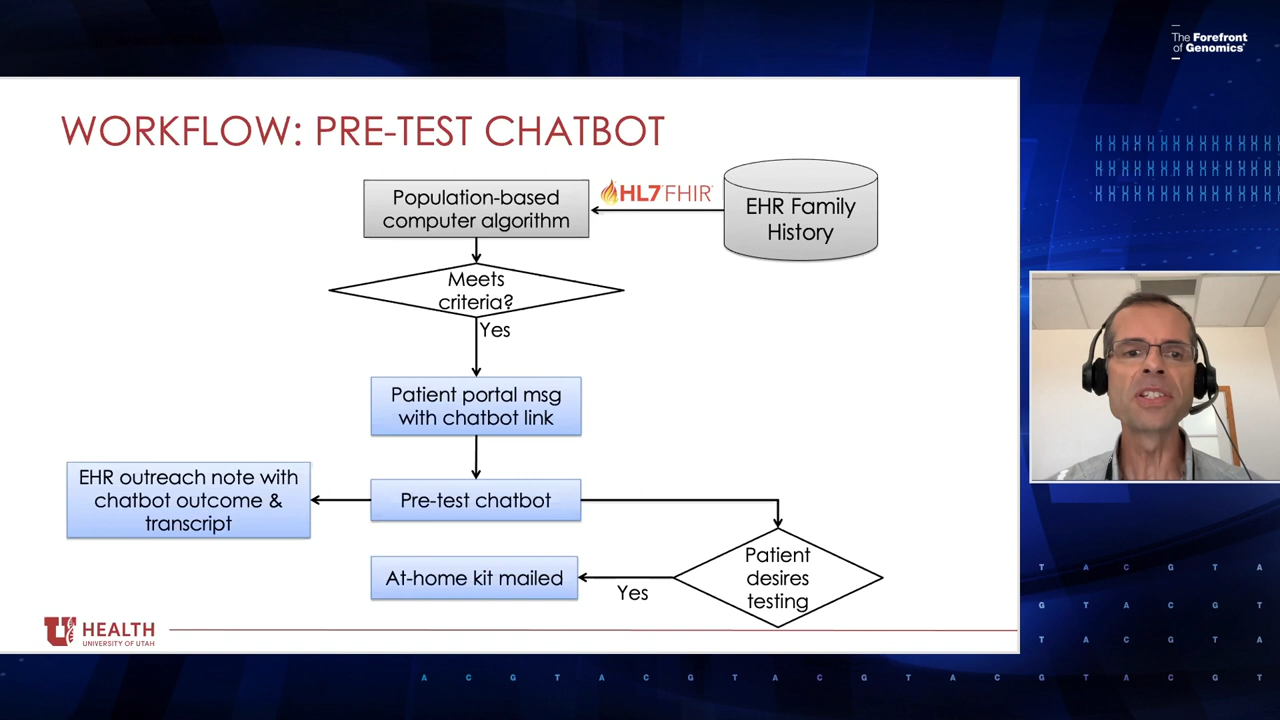 The Forefront
of Genomics®
WORKFLOW: PRE-TEST CHATBOT
Population-based
computer algorithm
HL7 FHIR
EHR Family
History
Meets
criteria?
Yes
Patient portal msg
with chatbot link
EHR outreach note with
chatbot outcome &
transcript
Pre-test chatbot
At-home kit mailed
Yes
Patient
desires
testing
U HEALTH
UNIVERSITY OF UTAH
T A C G T A
G T A C G T
T A C G T A
G T A C G T
A C G T A C G T A C G T A C G T A C G T